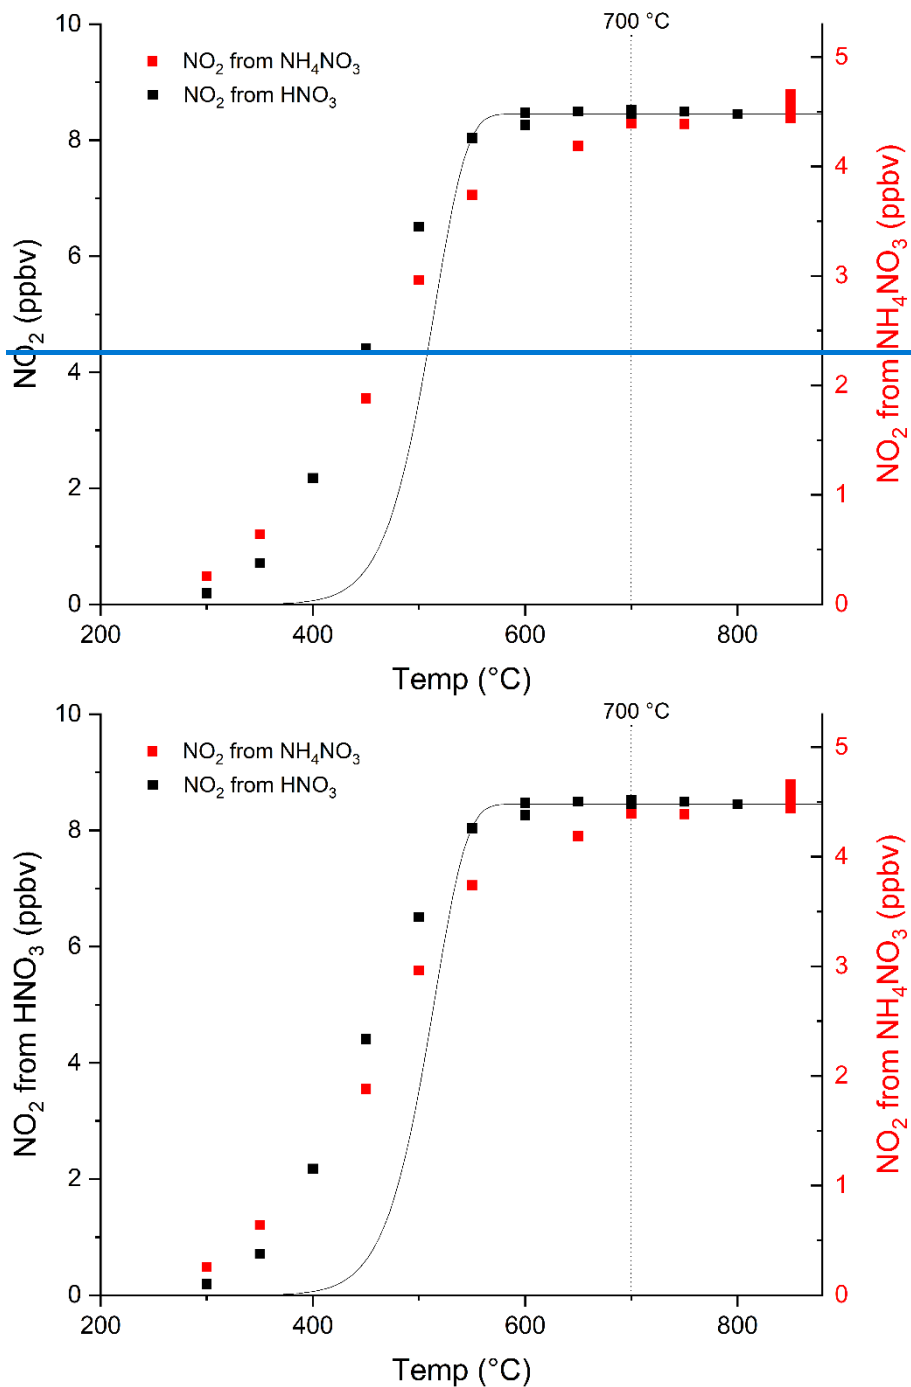 700 °C
10
8
6
4
2
0
NO₂ from NH₄NO₃
NO₂ from HNO₃
NO₂ (ppbv)
5
4
3
2
1
0
NO₂ from NH₄NO₃ (ppbv)
200 400 600 800
Temp (°C)
700 °C
10
8
6
4
2
0
NO₂ from NH₄NO₃
NO₂ from HNO₃
NO₂ from HNO₃ (ppbv)
5
4
3
2
1
0
NO₂ from NH₄NO₃ (ppbv)
200 400 600 800
Temp (°C)